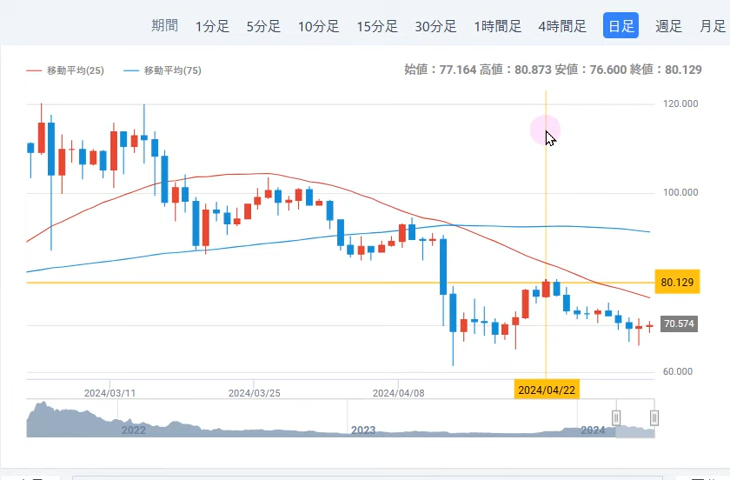 期間 1分足 5分足 10分足 15分足 30分足 1時間足 4時間足 日足 週足 月足
移動平均(25) 移動平均(75) 始値：77.164 高値：80.873 安値：76.600 終値：80.129
120.000
100.000
80.129
70.574
60.000
2024/03/11 2024/03/25 2024/04/08 2024/04/22
2022 2023 2024